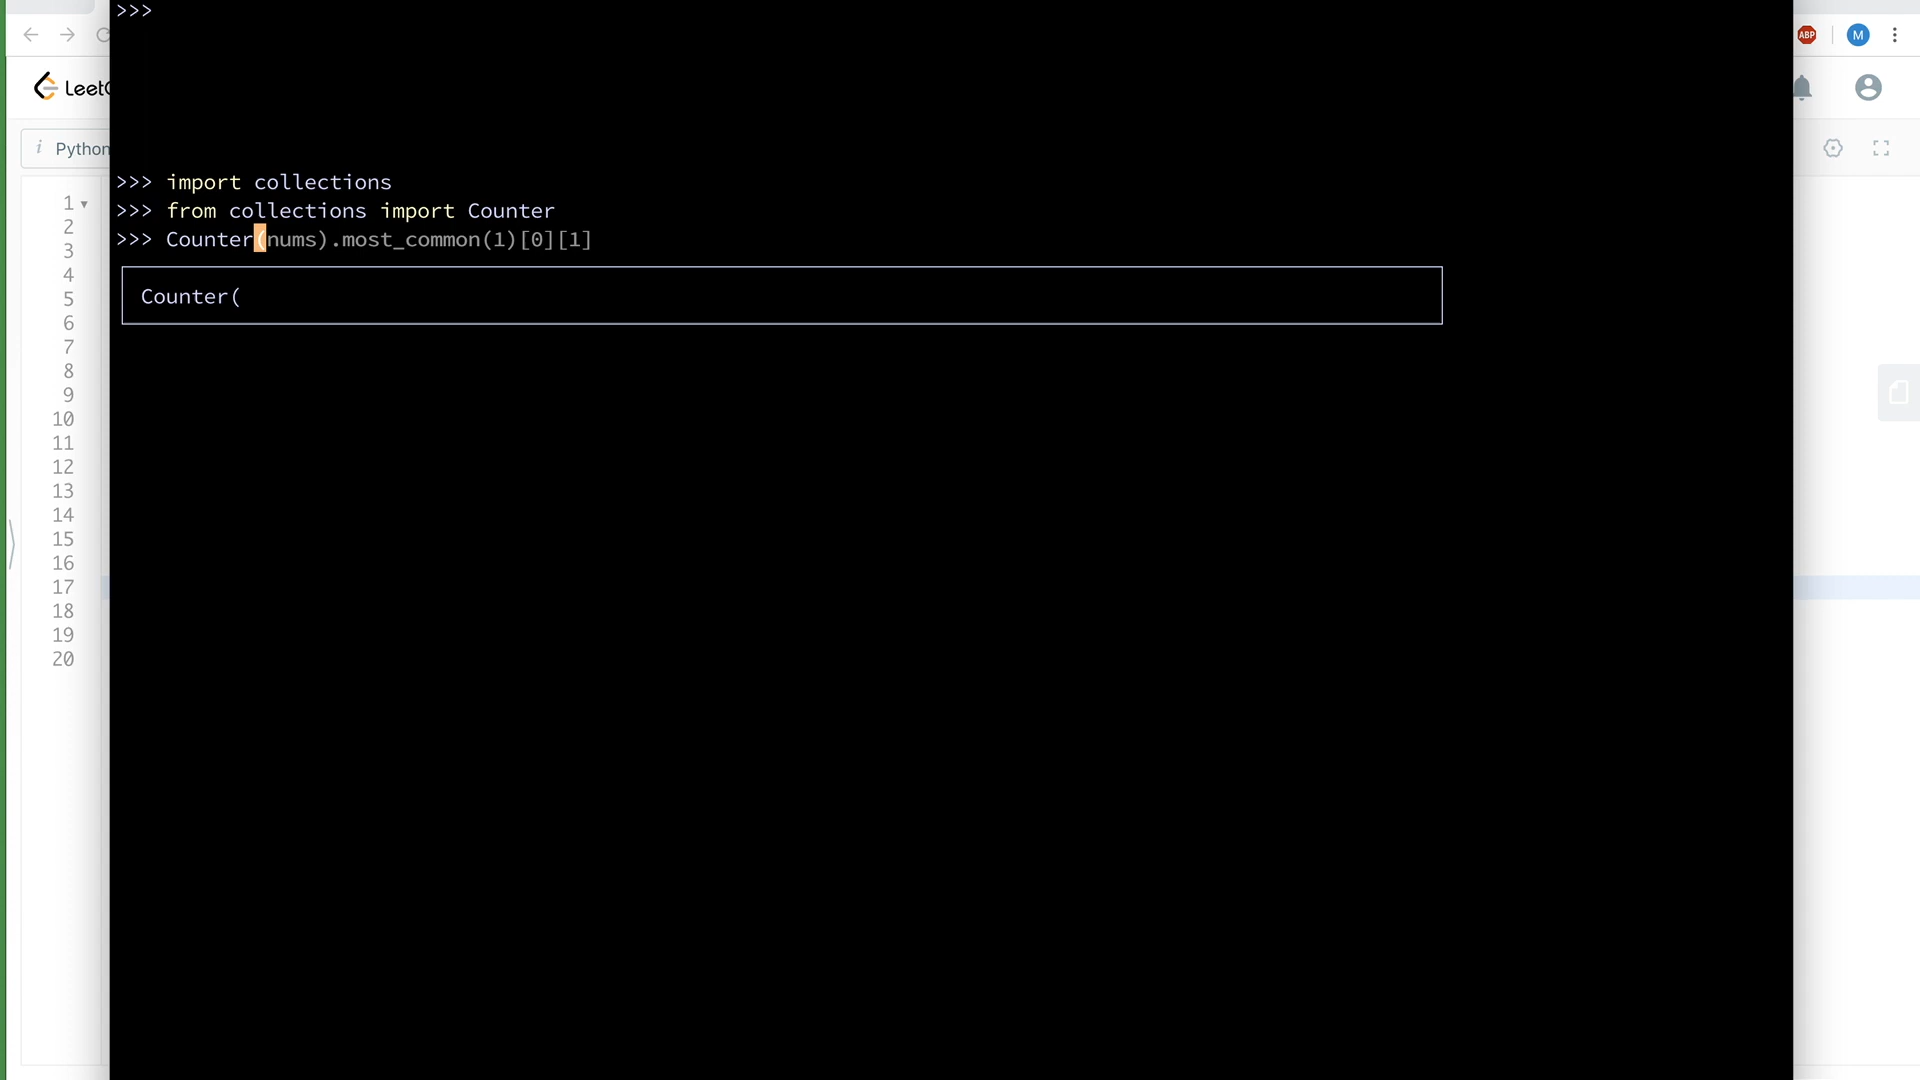 >>>
ABP
M
LeetC
i Python
>>> import collections
>>> from collections import Counter
>>> Counter(nums).most_common(1)[0][1]
Counter(
1
2
3
4
5
6
7
8
9
10
11
12
13
14
15
16
17
18
19
20